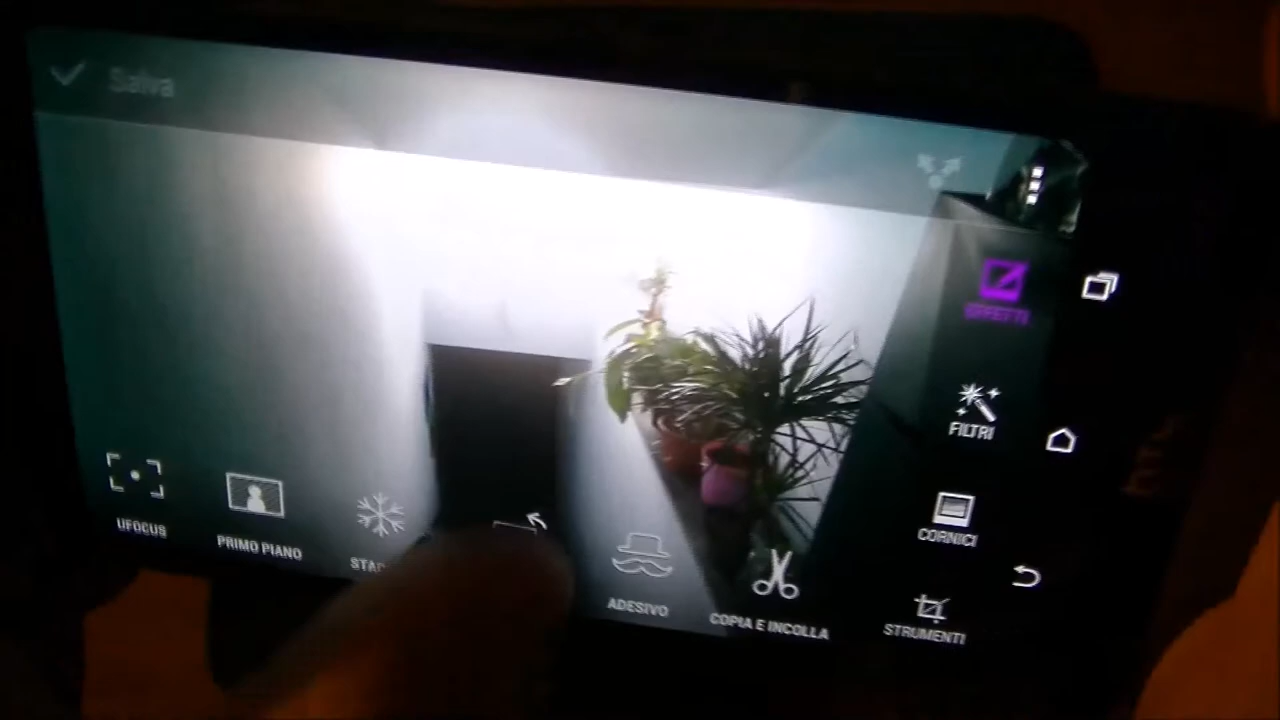 Salva
EFFETTI
FILTRI
CORNICI
STRUMENTI
UFOCUS
PRIMO PIANO
ADESIVO
COPIA E INCOLLA